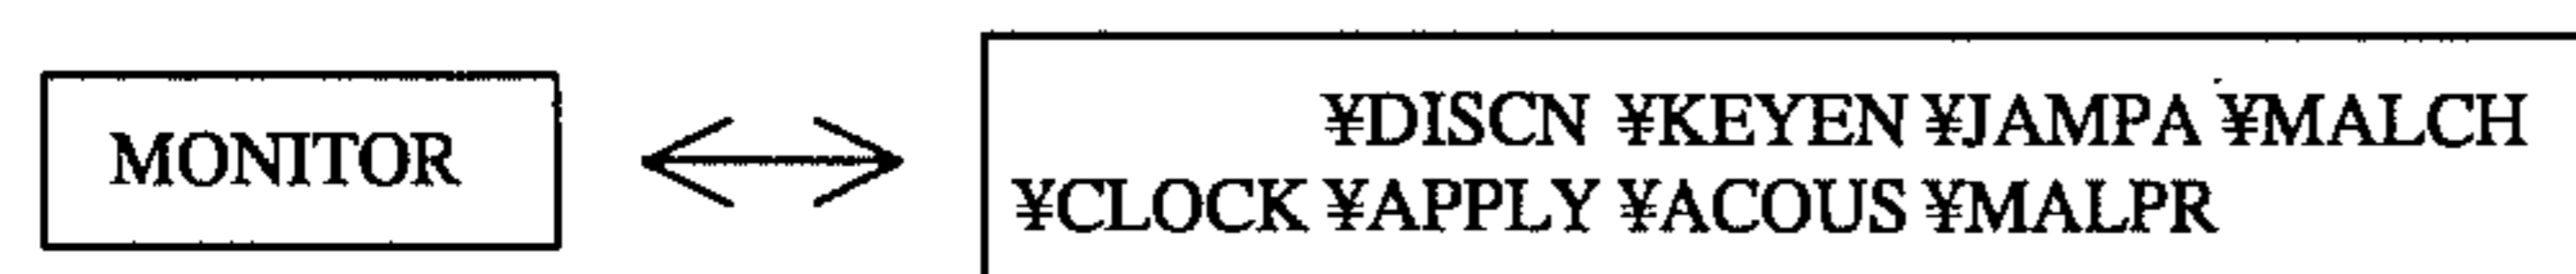 MONITOR
¥DISCN ¥KEYEN ¥JAMPA ¥MALCH
¥CLOCK ¥APPLY ¥ACOUS ¥MALPR